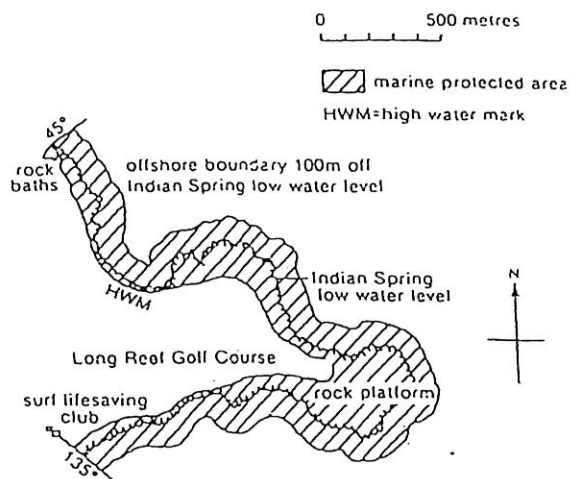 0 500 metres
marine protected area
HWM=high water mark
45°
rock
baths
offshore boundary 100m off
Indian Spring low water level
HWM
Indian Spring
low water level
N
Long Reef Golf Course
rock platform
surf lifesaving
club
135°